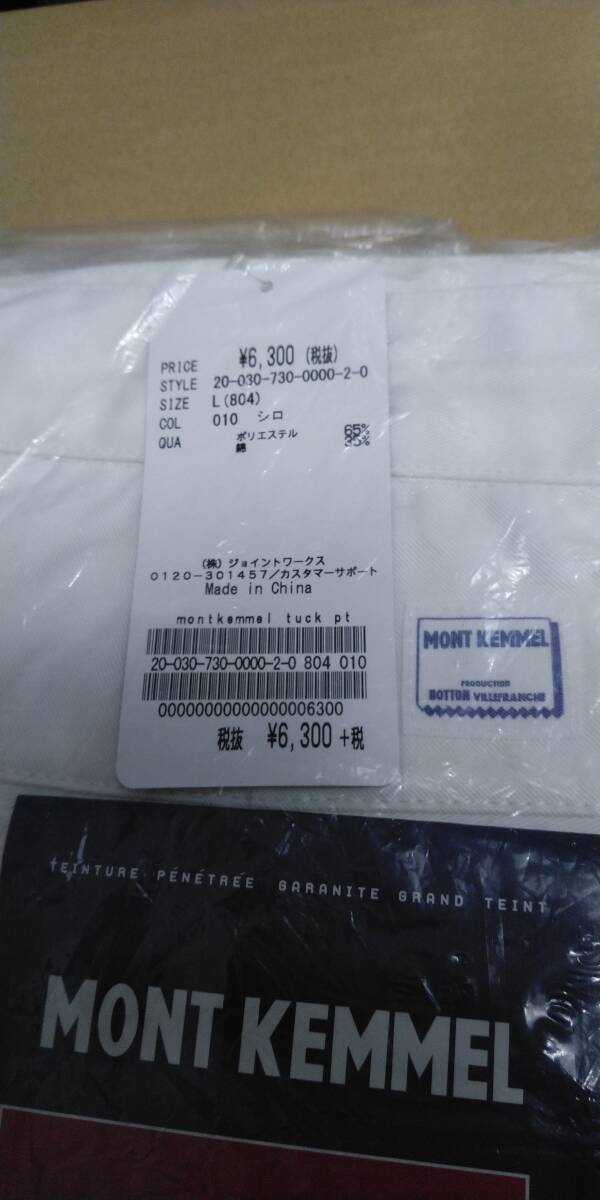 PRICE ¥6,300 (税抜)
STYLE 20-030-730-0000-2-0
SIZE L(804)
COL 010 シロ
QUA ポリエステル 65%
綿 35%
(株)ジョイントワークス
0120-301457/カスタマーサポート
Made in China
montkemmel tuck pt
20-030-730-0000-2-0 804 010
00000000000000006300
税抜 ¥6,300 +税
MONT KEMMEL
PRODUCTION
BOTTON VILLEFRANCHE
TEINTURE PÉNÉTRÉE GARANITE GRAND TEINT
MONT KEMMEL